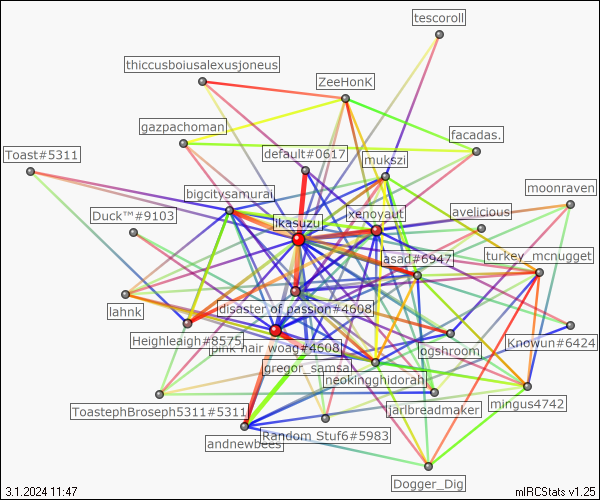 tescoroll
thiccusboiusalexusjoneus
ZeeHonK
gazpachoman
facadas.
Toast#5311
default#0617
mukszi
moonraven
bigcitysamurai
Duck™#9103
ikasuzu
xenoyaut
avelicious
asad#6947
turkey_mcnugget
lahnk
disaster of passion#4608
Heighleaigh#8575
pink hair woag#4608
ogshroom
Knowun#6424
gregor_samsa.
neokingghidorah
ToastephBroseph5311#5311
jarlbreadmaker
mingus4742
andnewbees
Random Stuf6#5983
Dogger_Dig
3.1.2024 11:47
mIRCStats v1.25